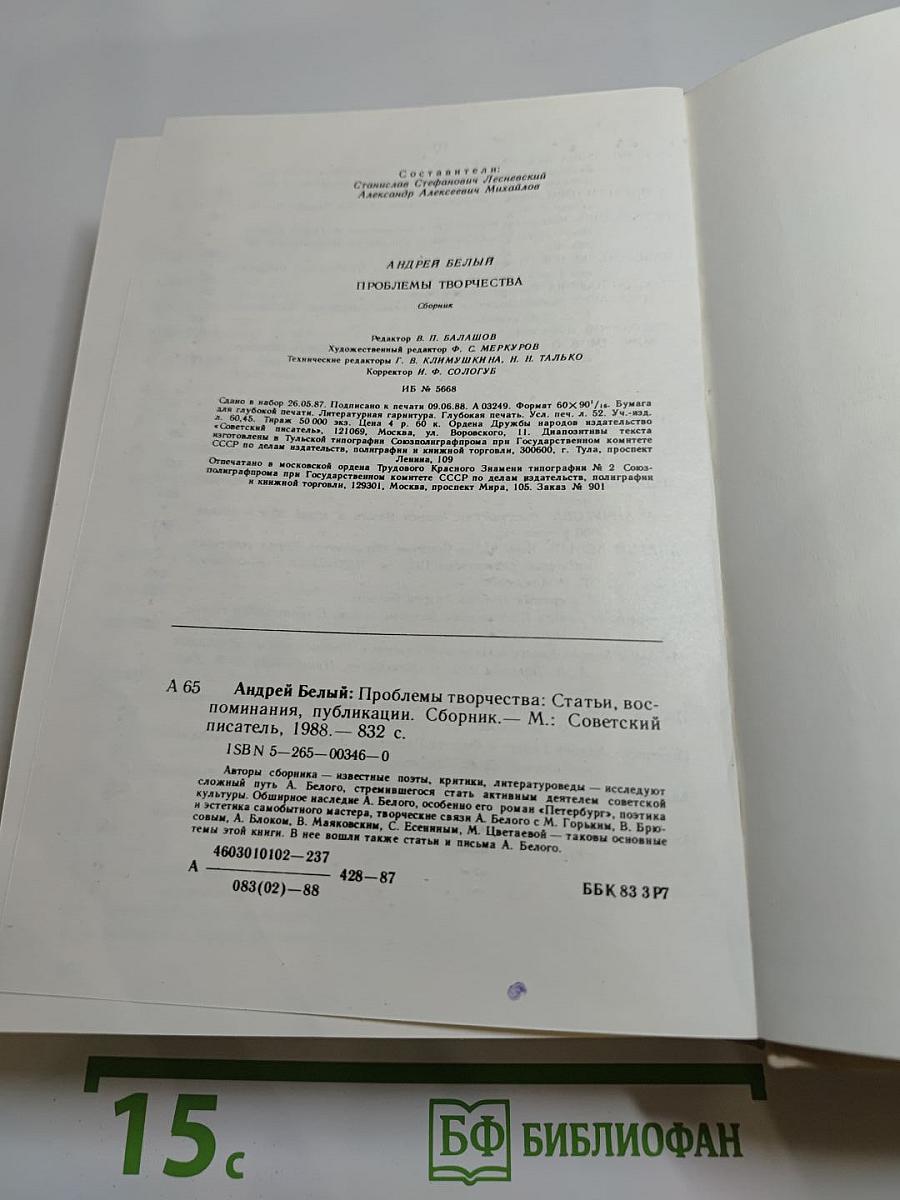 Составители:
Станислав Стефанович Лесневский
Александр Алексеевич Михайлов
АНДРЕЙ БЕЛЫЙ
ПРОБЛЕМЫ ТВОРЧЕСТВА
Сборник
Редактор В. П. БАЛАШОВ
Художественный редактор Ф. С. МЕРКУРОВ
Технические редакторы Г. В. КЛИМУШКИНА, Н. Н. ТАЛЬКО
Корректор И. Ф. СОЛОГУБ
ИБ № 5668
Сдано в набор 26.05.87. Подписано к печати 09.06.88. А 03249. Формат 60×90¹/₁₆. Бумага
для глубокой печати. Литературная гарнитура. Глубокая печать. Усл. печ. л. 52. Уч.-изд.
л. 60,45. Тираж 50 000 экз. Цена 4 р. 60 к. Ордена Дружбы народов издательство
«Советский писатель», 121069, Москва, ул. Воровского, 11. Диапозитивы текста
изготовлены в Тульской типографии Союзполиграфпрома при Государственном комитете
СССР по делам издательств, полиграфии и книжной торговли, 300600, г. Тула, проспект
Ленина, 109
Отпечатано в московской ордена Трудового Красного Знамени типографии № 2 Союз-
полиграфпрома при Государственном комитете СССР по делам издательств, полиграфии
и книжной торговли, 129301, Москва, проспект Мира, 105. Заказ № 901
А 65 Андрей Белый: Проблемы творчества: Статьи, вос-
поминания, публикации. Сборник.— М.: Советский
писатель, 1988.— 832 с.
ISBN 5—265—00346—0
Авторы сборника — известные поэты, критики, литературоведы — исследуют
сложный путь А. Белого, стремившегося стать активным деятелем советской
культуры. Обширное наследие А. Белого, особенно его роман «Петербург», поэтика
и эстетика самобытного мастера, творческие связи А. Белого с М. Горьким, В. Брю-
совым, А. Блоком, В. Маяковским, С. Есениным, М. Цветаевой — таковы основные
темы этой книги. В нее вошли также статьи и письма А. Белого.
4603010102—237
А 428—87
083(02)—88
ББК 83 3Р7
15 с
БФ БИБЛИОФАН